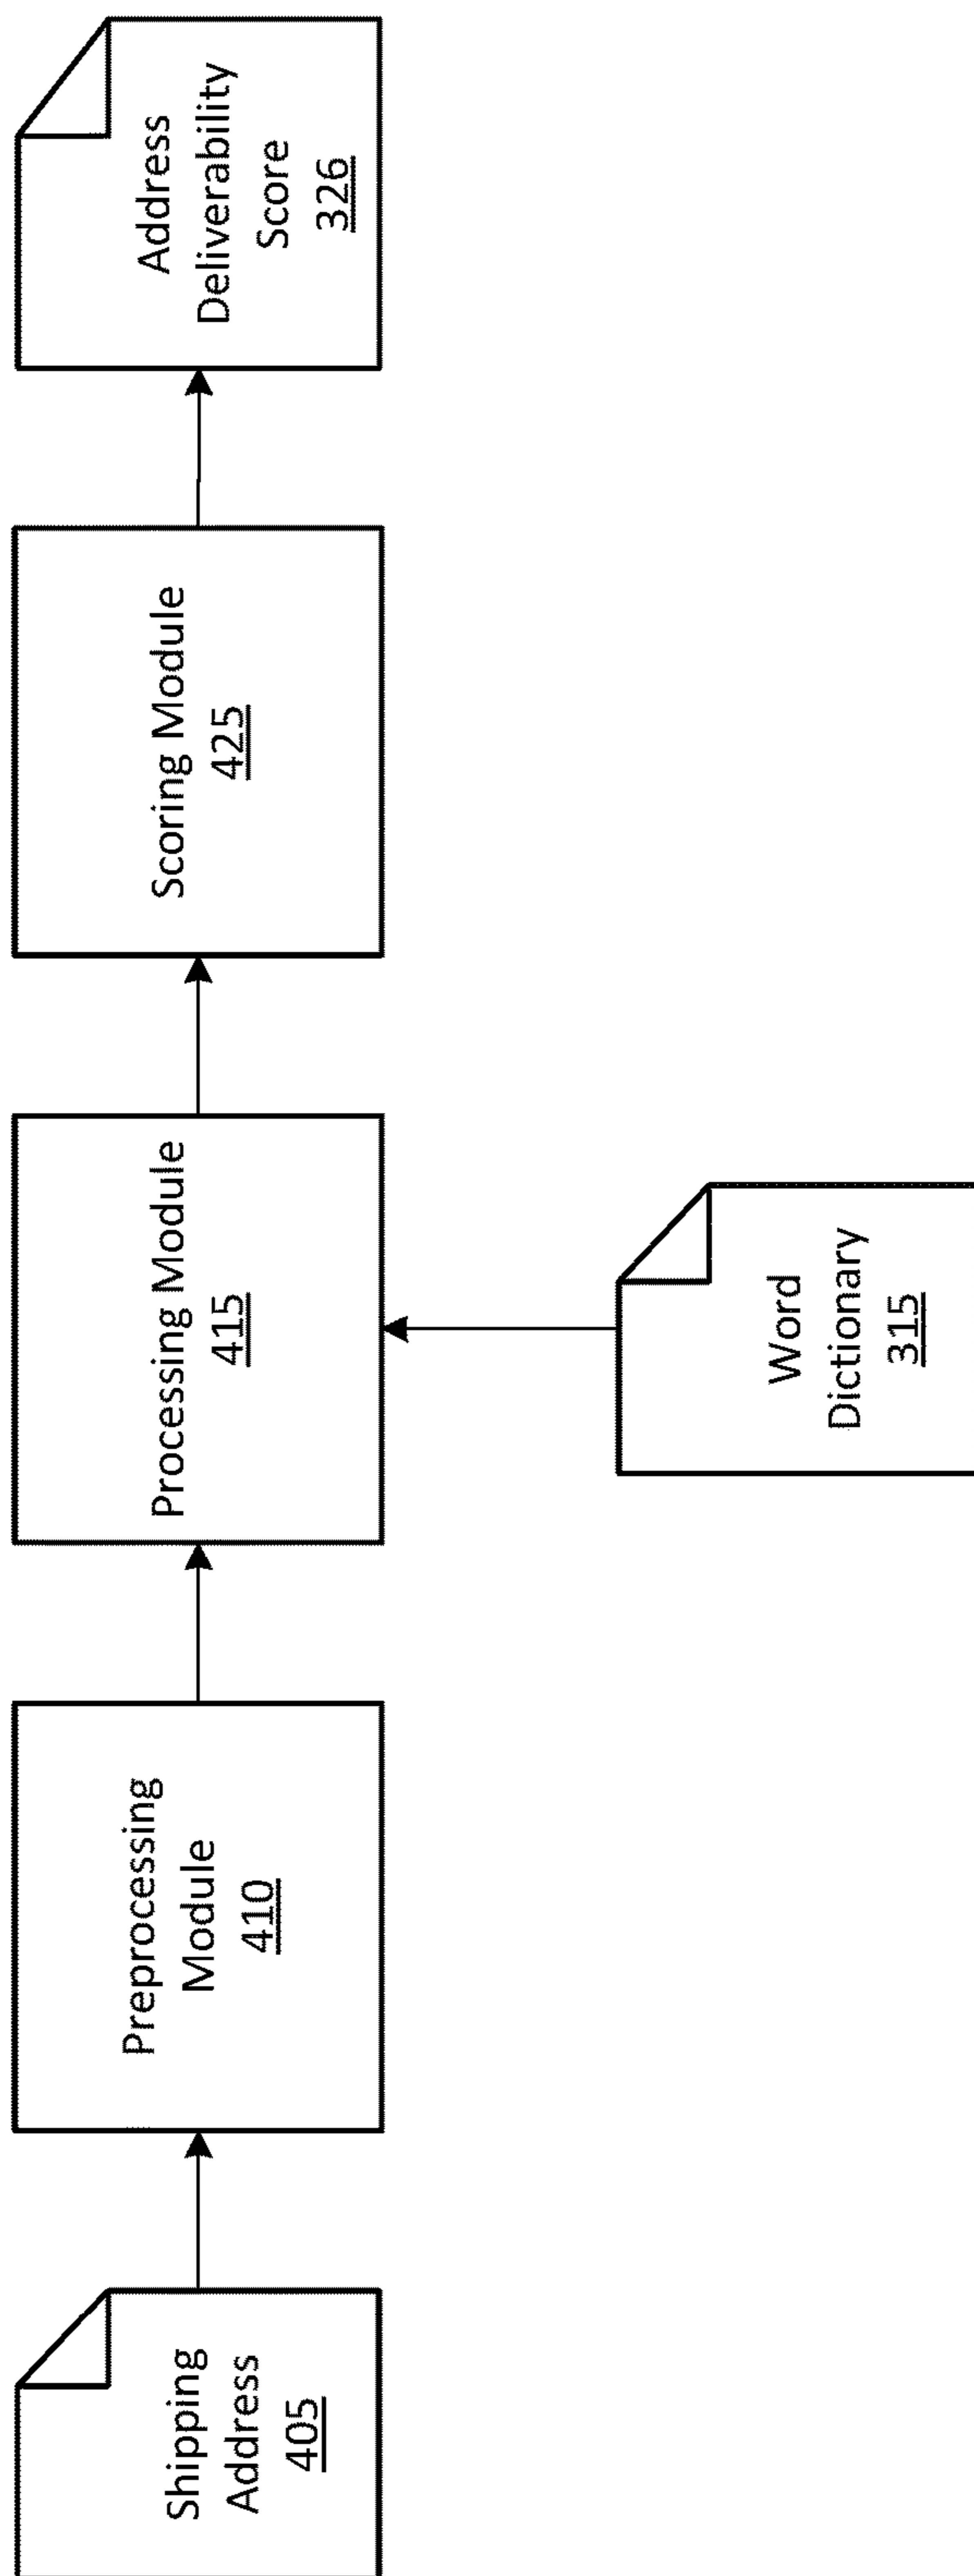 Shipping
Address
405
Preprocessing
Module
410
Processing Module
415
Word
Dictionary
315
Scoring Module
425
Address
Deliverability
Score
326